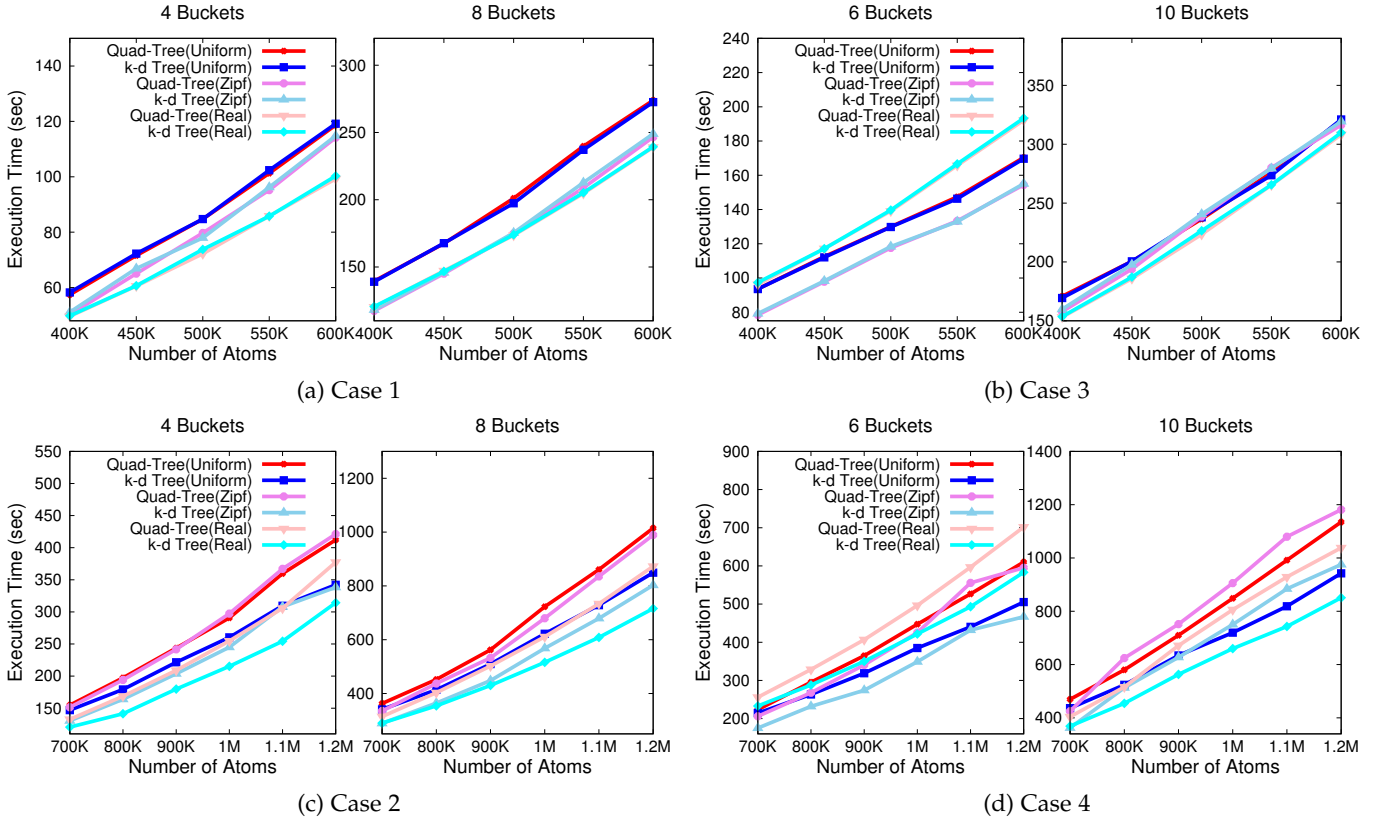 4 Buckets
8 Buckets
6 Buckets
10 Buckets
Execution Time (sec)
140
120
100
80
60
Quad-Tree(Uniform)
k-d Tree(Uniform)
Quad-Tree(Zipf)
k-d Tree(Zipf)
Quad-Tree(Real)
k-d Tree(Real)
400K 450K 500K 550K 600K
Number of Atoms
300
250
200
150
400K 450K 500K 550K 600K
Number of Atoms
(a) Case 1
Execution Time (sec)
240
220
200
180
160
140
120
100
80
Quad-Tree(Uniform)
k-d Tree(Uniform)
Quad-Tree(Zipf)
k-d Tree(Zipf)
Quad-Tree(Real)
k-d Tree(Real)
400K 450K 500K 550K 600K
Number of Atoms
350
300
250
200
150
400K 450K 500K 550K 600K
Number of Atoms
(b) Case 3
4 Buckets
8 Buckets
6 Buckets
10 Buckets
Execution Time (sec)
550
500
450
400
350
300
250
200
150
Quad-Tree(Uniform)
k-d Tree(Uniform)
Quad-Tree(Zipf)
k-d Tree(Zipf)
Quad-Tree(Real)
k-d Tree(Real)
700K 800K 900K 1M 1.1M 1.2M
Number of Atoms
1200
1000
800
600
400
700K 800K 900K 1M 1.1M 1.2M
Number of Atoms
(c) Case 2
Execution Time (sec)
900
800
700
600
500
400
300
200
Quad-Tree(Uniform)
k-d Tree(Uniform)
Quad-Tree(Zipf)
k-d Tree(Zipf)
Quad-Tree(Real)
k-d Tree(Real)
700K 800K 900K 1M 1.1M 1.2M
Number of Atoms
1400
1200
1000
800
600
400
700K 800K 900K 1M 1.1M 1.2M
Number of Atoms
(d) Case 4